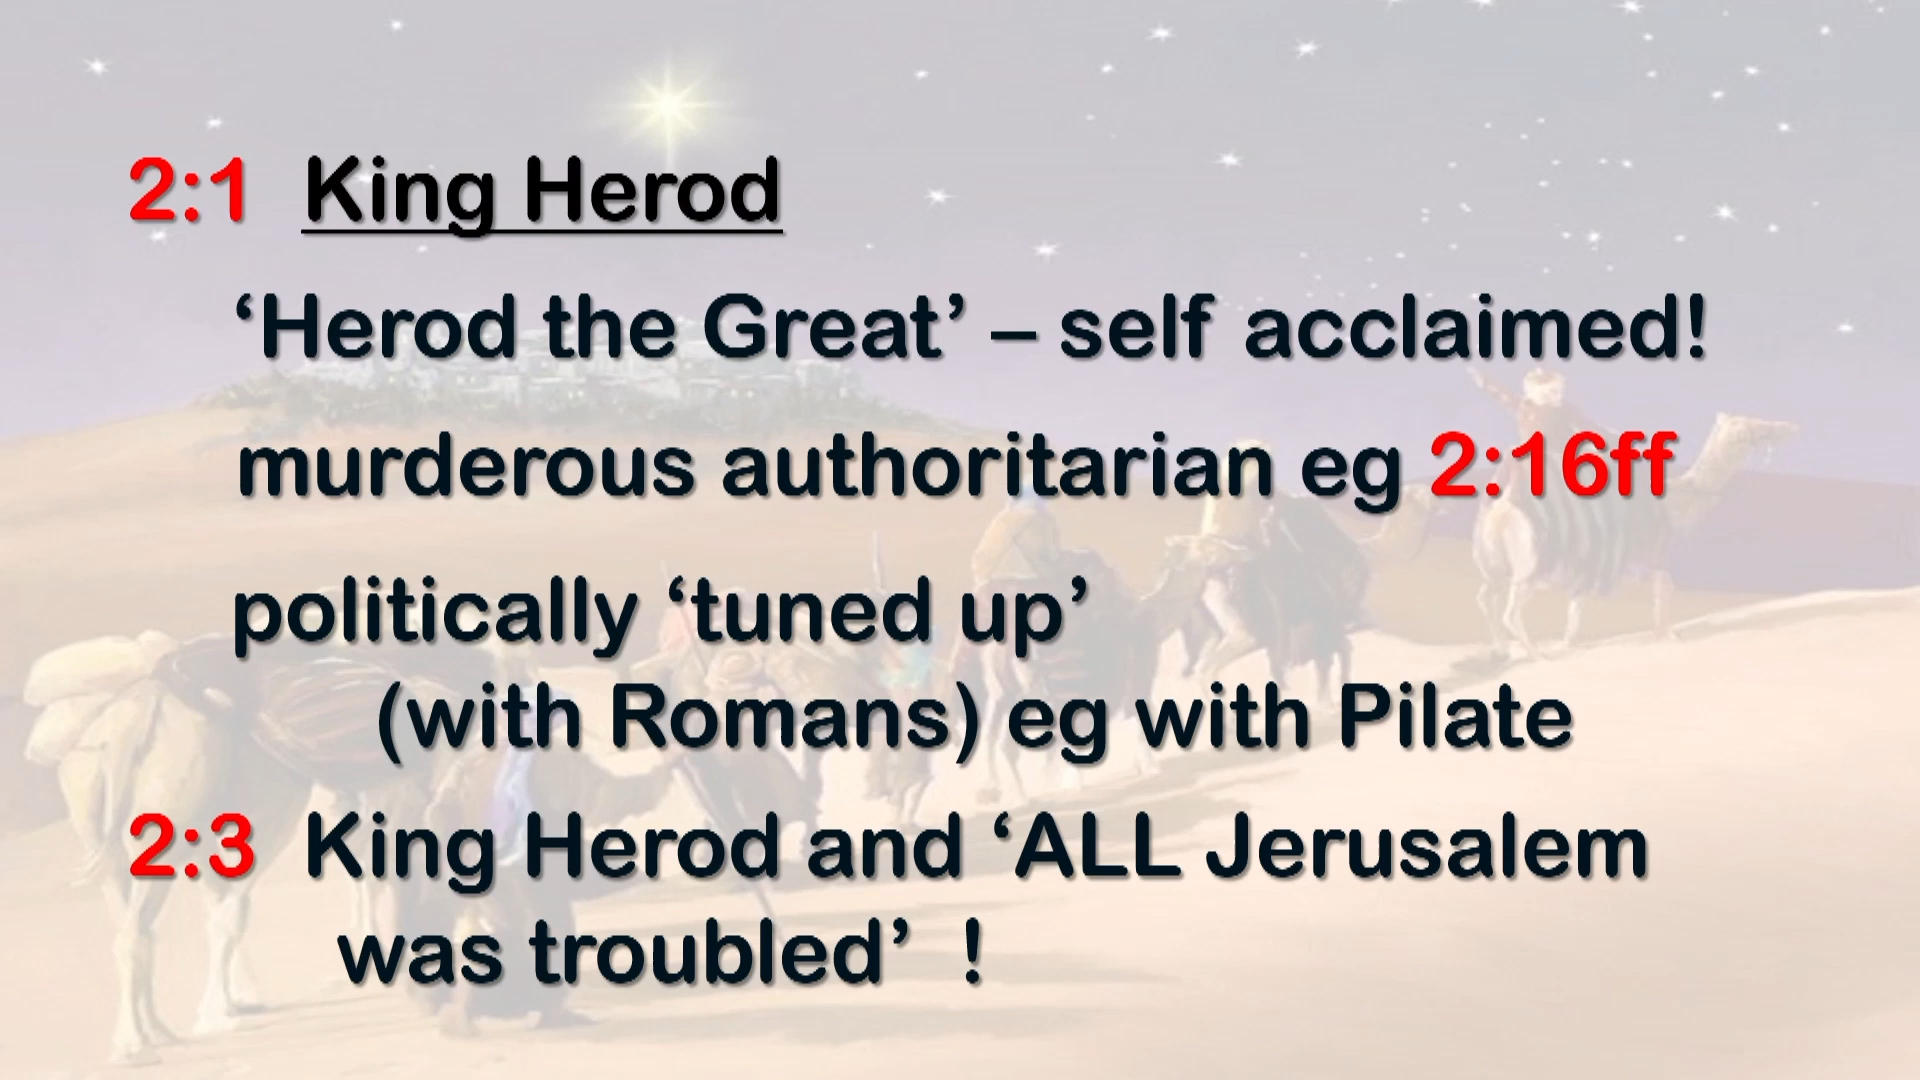 2:1 King Herod
‘Herod the Great’ – self acclaimed!
murderous authoritarian eg 2:16ff
politically ‘tuned up’
(with Romans) eg with Pilate
2:3 King Herod and ‘ALL Jerusalem
was troubled’ !